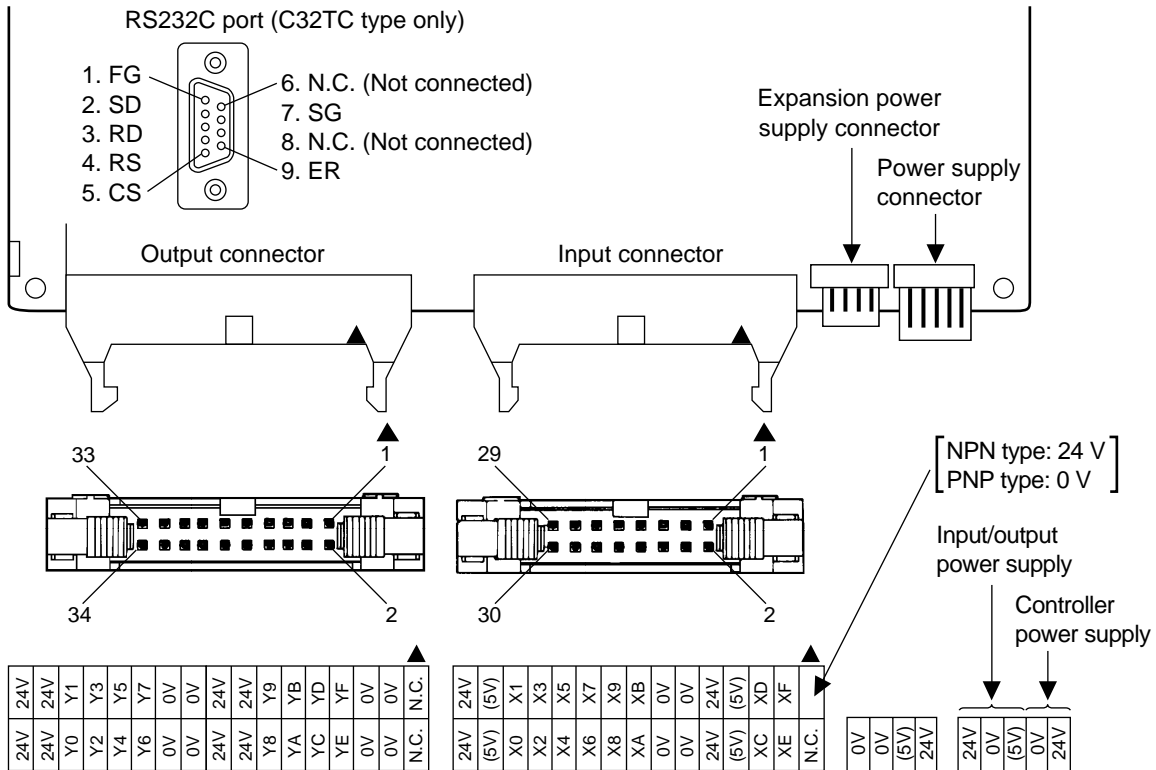 RS232C port (C32TC type only)
1. FG
2. SD
3. RD
4. RS
5. CS
6. N.C. (Not connected)
7. SG
8. N.C. (Not connected)
9. ER
Expansion power
supply connector
Power supply
connector
Output connector
Input connector
33
1
34
2
29
1
30
2
[NPN type: 24 V
PNP type: 0 V]
Input/output
power supply
Controller
power supply
24V 24V Y1 Y3 Y5 Y7 0V 0V 24V 24V Y9 YB YD YF 0V 0V N.C.
24V 24V Y0 Y2 Y4 Y6 0V 0V 24V 24V Y8 YA YC YE 0V 0V N.C.
24V (5V) X1 X3 X5 X7 X9 XB 0V 0V 24V (5V) XD XF
24V (5V) X0 X2 X4 X6 X8 XA 0V 0V 24V (5V) XC XE N.C.
0V 0V (5V) 24V
24V 0V (5V) 0V 24V